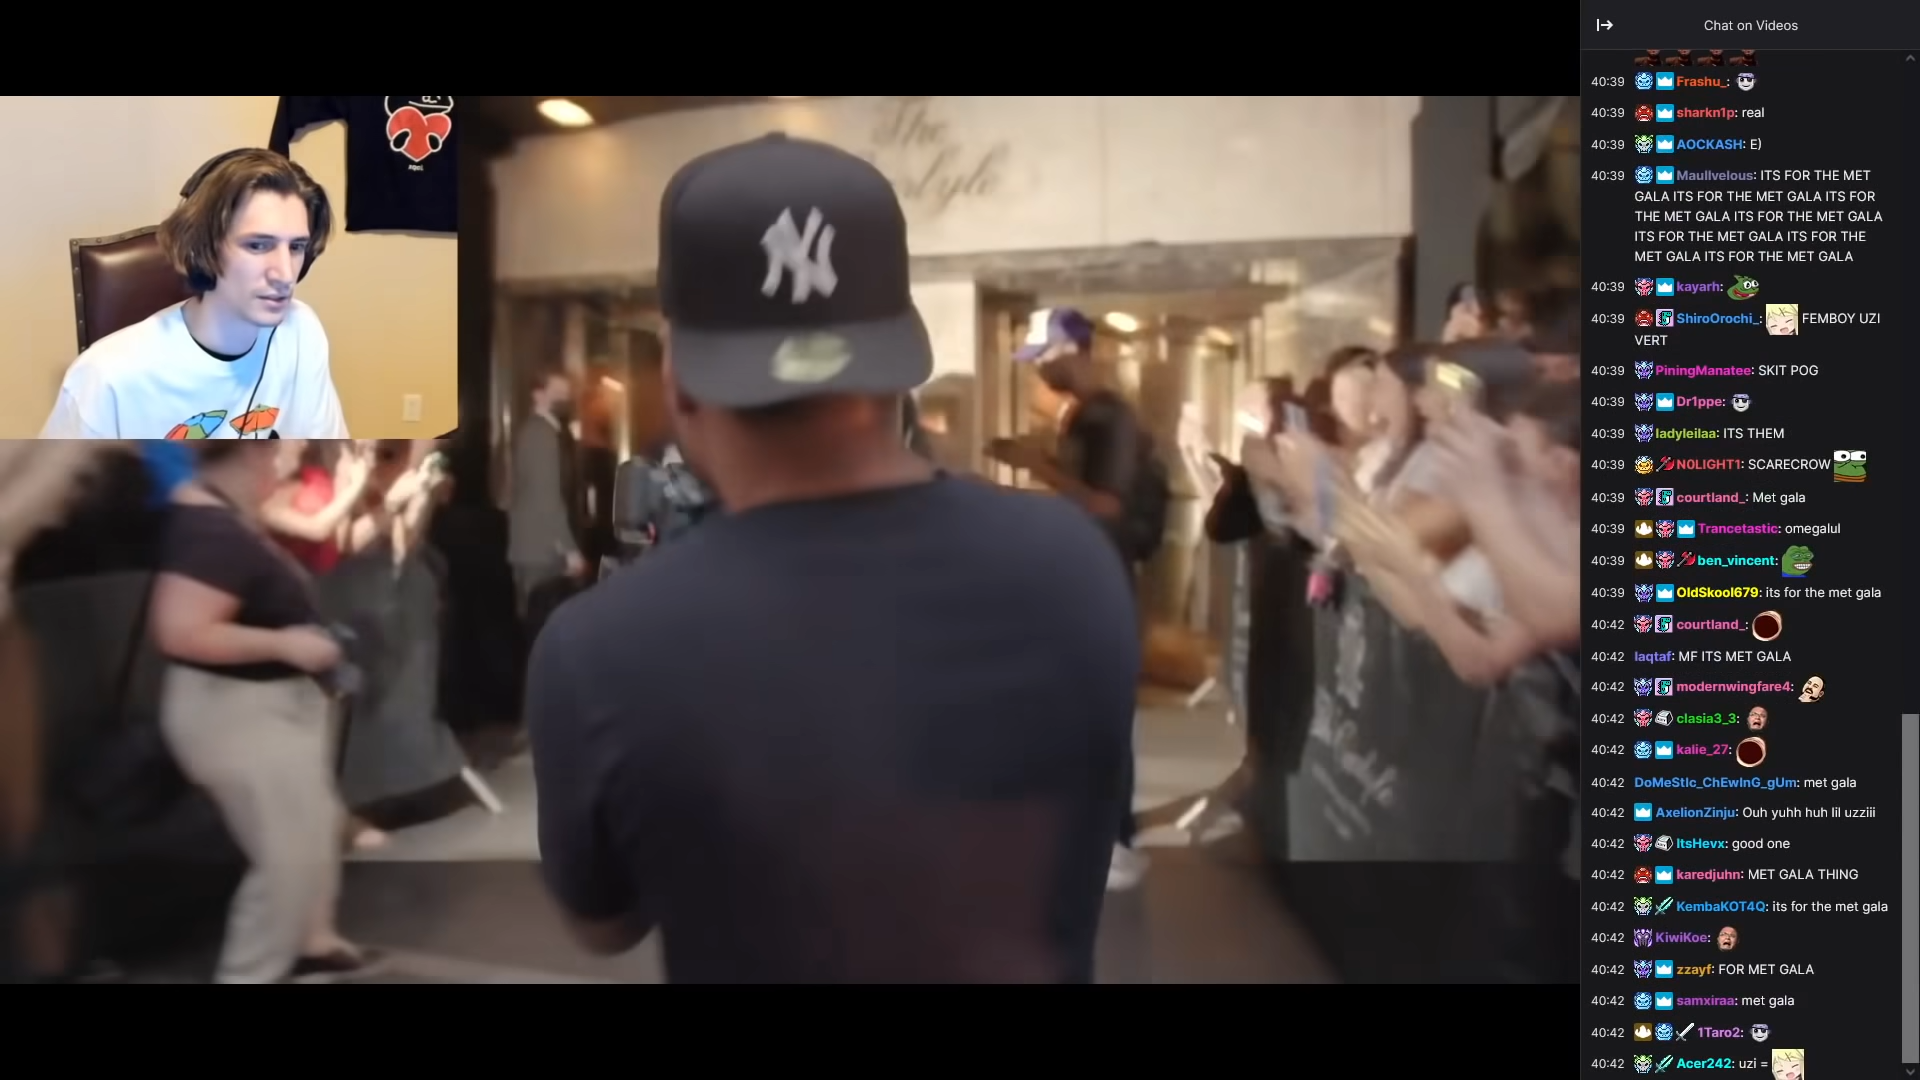 Chat on Videos
40:39 Frashu_:
40:39 sharkn1p: real
40:39 AOCKASH: E)
40:39 Maullvelous: ITS FOR THE MET
GALA ITS FOR THE MET GALA ITS FOR
THE MET GALA ITS FOR THE MET GALA
ITS FOR THE MET GALA ITS FOR THE
MET GALA ITS FOR THE MET GALA
40:39 kayarh:
40:39 ShiroOrochi_: FEMBOY UZI
VERT
40:39 PiningManatee: SKIT POG
40:39 Dr1ppe:
40:39 ladyleilaa: ITS THEM
40:39 N0LIGHT1: SCARECROW
40:39 courtland_: Met gala
40:39 Trancetastic: omegalul
40:39 ben_vincent:
40:39 OldSkool679: its for the met gala
40:42 courtland_:
40:42 laqtaf: MF ITS MET GALA
40:42 modernwingfare4:
40:42 clasia3_3:
40:42 kalie_27:
40:42 DoMeStIc_ChEwInG_gUm: met gala
40:42 AxelionZinju: Ouh yuhh huh lil uzziii
40:42 ItsHevx: good one
40:42 karedjuhn: MET GALA THING
40:42 KembaKOT4Q: its for the met gala
40:42 KiwiKoe:
40:42 zzayf: FOR MET GALA
40:42 samxiraa: met gala
40:42 1Taro2:
40:42 Acer242: uzi =
The
NY